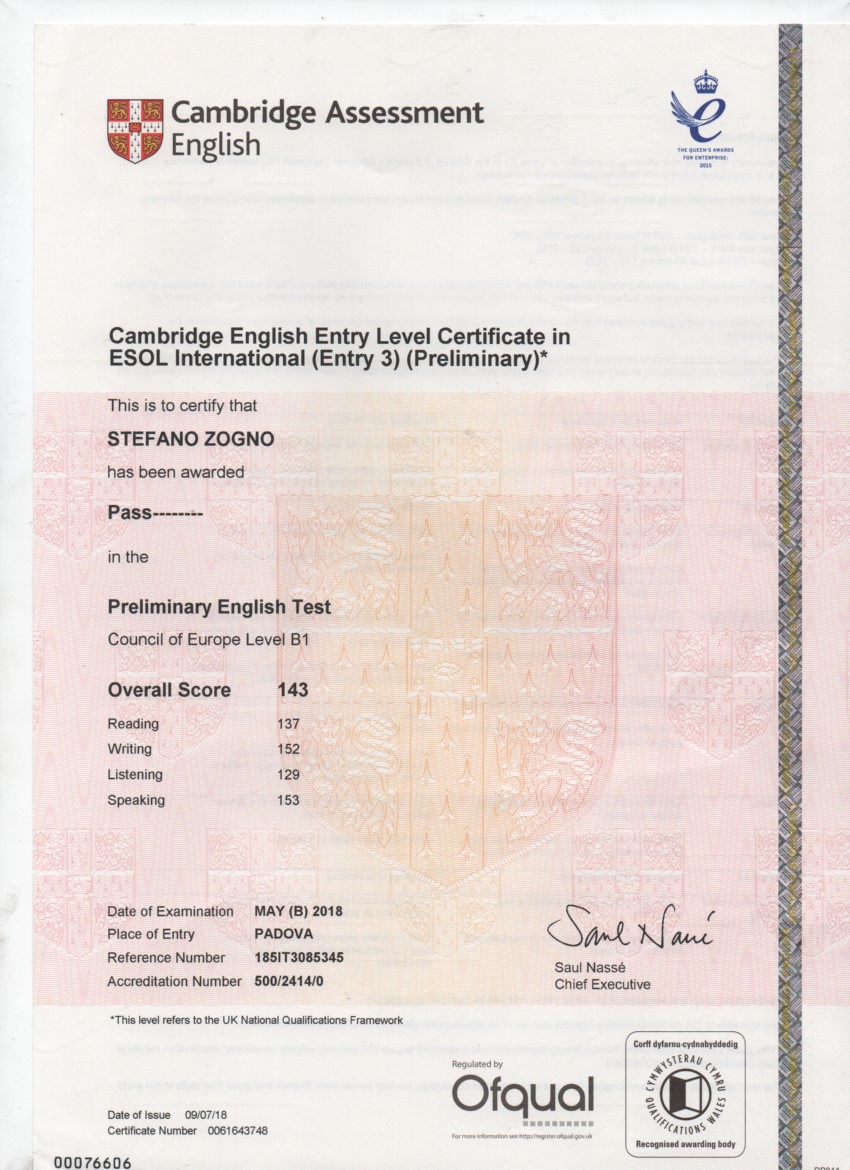 Cambridge Assessment
English
THE QUEEN'S AWARDS
FOR ENTERPRISE:
2015
Cambridge English Entry Level Certificate in
ESOL International (Entry 3) (Preliminary)*
This is to certify that
STEFANO ZOGNO
has been awarded
Pass--------
in the
Preliminary English Test
Council of Europe Level B1
Overall Score 143
Reading 137
Writing 152
Listening 129
Speaking 153
Date of Examination MAY (B) 2018
Place of Entry PADOVA
Reference Number 185IT3085345
Accreditation Number 500/2414/0
Saul Nassé
Saul Nassé
Chief Executive
*This level refers to the UK National Qualifications Framework
Regulated by
Ofqual
For more information see http://register.ofqual.gov.uk
Corff dyfarnu cydnabyddedig
CYMWYSTERAU CYMRU
QUALIFICATIONS WALES
Recognised awarding body
Date of Issue 09/07/18
Certificate Number 0061643748
00076606